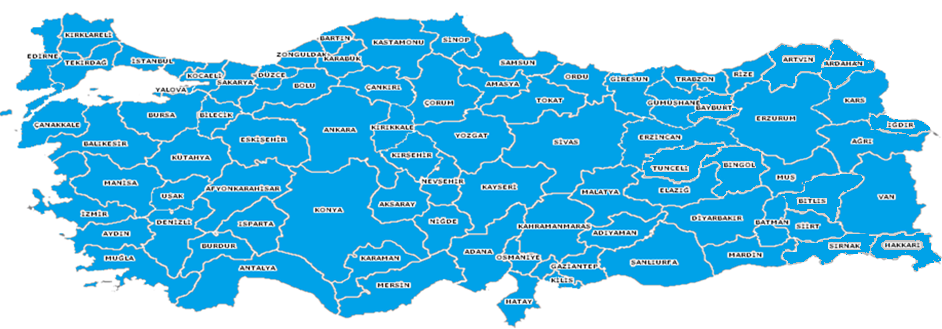 KIRKLARELİ
EDİRNE
TEKİRDAĞ
İSTANBUL
KOCAELİ
YALOVA
SAKARYA
DÜZCE
ZONGULDAK
BARTIN
KARABÜK
KASTAMONU
SİNOP
SAMSUN
BOLU
ÇANKIRI
ÇORUM
AMASYA
ORDU
TOKAT
GİRESUN
TRABZON
RİZE
ARTVİN
ARDAHAN
GÜMÜŞHANE
BAYBURT
KARS
IĞDIR
ERZURUM
AĞRI
ÇANAKKALE
BURSA
BİLECİK
BALIKESİR
ESKİŞEHİR
KÜTAHYA
ANKARA
KIRIKKALE
YOZGAT
SİVAS
ERZİNCAN
KIRŞEHİR
TUNCELİ
BİNGÖL
MUŞ
MANİSA
UŞAK
AFYONKARAHİSAR
NEVŞEHİR
KAYSERİ
MALATYA
ELAZIĞ
BİTLİS
VAN
İZMİR
AYDIN
DENİZLİ
ISPARTA
KONYA
AKSARAY
NİĞDE
KAHRAMANMARAŞ
ADIYAMAN
DİYARBAKIR
BATMAN
SİİRT
ŞIRNAK
HAKKARİ
MUĞLA
BURDUR
ANTALYA
KARAMAN
MERSİN
ADANA
OSMANİYE
GAZİANTEP
KİLİS
ŞANLIURFA
MARDİN
HATAY